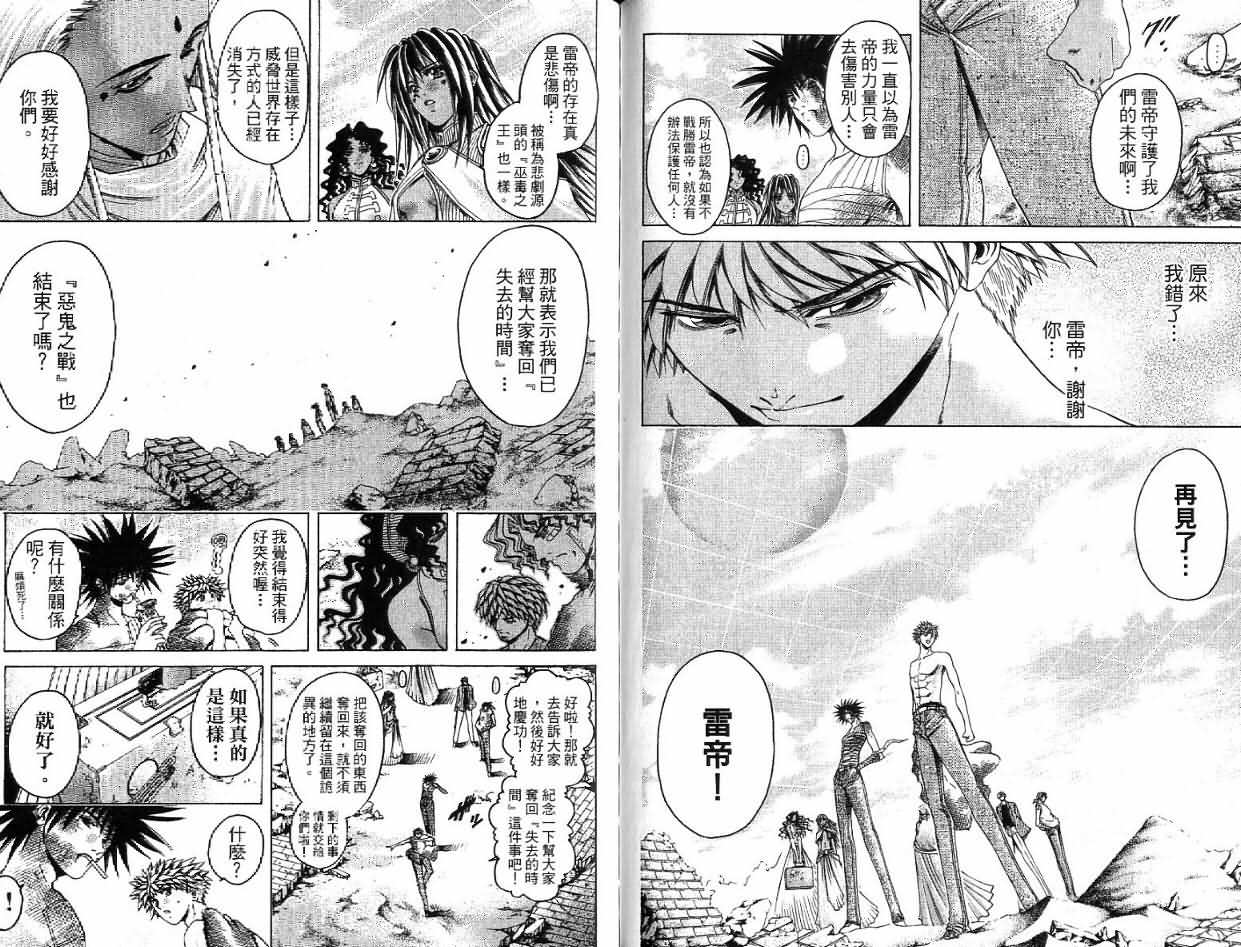 …
雷帝守護了我
們的未來啊…
我一直以為雷
帝的力量只會
去傷害別人…
…
所以也認為如果不
戰勝雷帝，就沒有
辦法保護任何人…
原來
我錯了…
雷帝，謝謝
你…
再見了…
雷帝！
雷帝的存在真
是悲傷啊…
被稱為悲劇源
頭的『巫毒之
王』也一樣。
但是這樣子…
威脅世界存在
方式的人已經
消失了，
我要好好感謝
你們。
那就表示我們已
經幫大家奪回『
失去的時間』…
『惡鬼之戰』也
結束了嗎？
我覺得結束得
好突然喔…
有什麼關係
呢？
麻煩死了…
好啦！那就
去告訴大家
，然後好好
地慶功！
紀念一下幫大家
奪回『失去的時
間』這件事吧！
把該奪回的東西
奪回來，就不須
繼續留在這個詭
異的地方了。
剩下的事
情就交給
你們啦！
如果真的
是這樣…
就好了。
什麼？
！